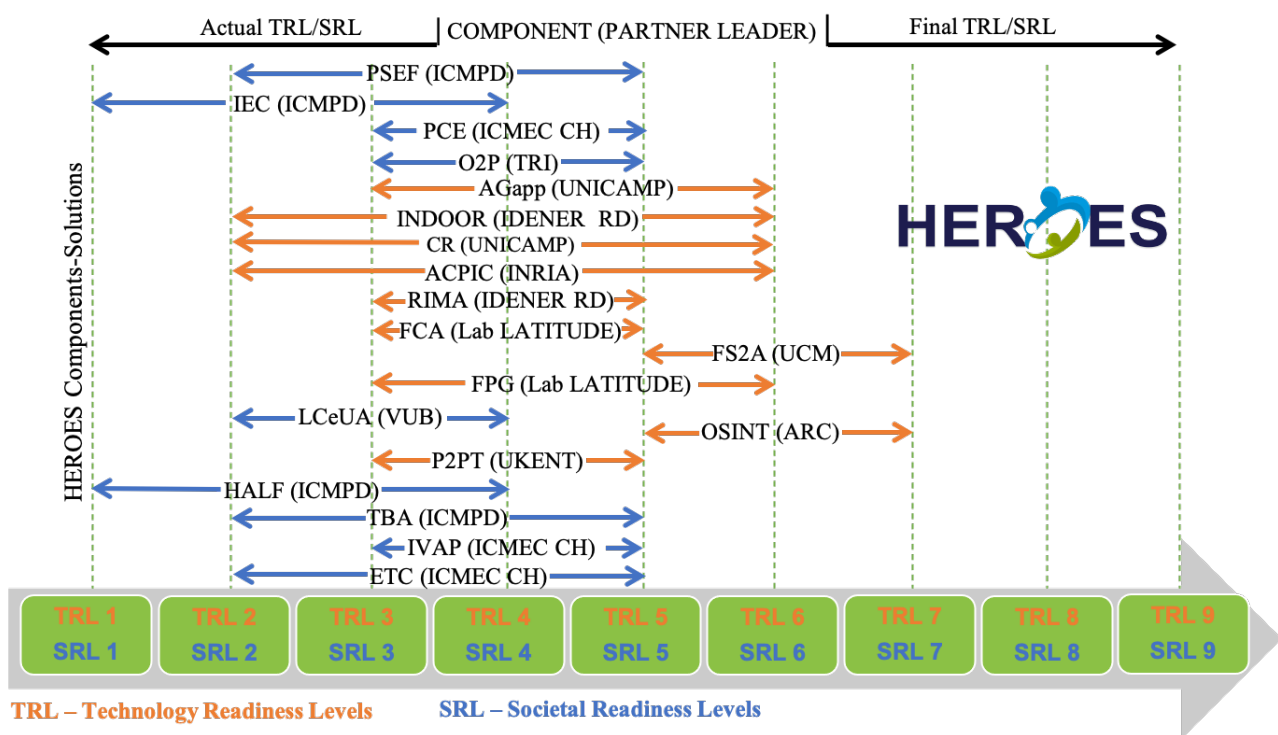 Actual TRL/SRL
COMPONENT (PARTNER LEADER)
Final TRL/SRL
HEROES Components-Solutions
PSEF (ICMPD)
IEC (ICMPD)
PCE (ICMEC CH)
O2P (TRI)
AGapp (UNICAMP)
INDOOR (IDENER RD)
CR (UNICAMP)
ACPIC (INRIA)
RIMA (IDENER RD)
FCA (Lab LATITUDE)
FS2A (UCM)
FPG (Lab LATITUDE)
LCeUA (VUB)
OSINT (ARC)
P2PT (UKENT)
HALF (ICMPD)
TBA (ICMPD)
IVAP (ICMEC CH)
ETC (ICMEC CH)
HEROES
TRL 1
SRL 1
TRL 2
SRL 2
TRL 3
SRL 3
TRL 4
SRL 4
TRL 5
SRL 5
TRL 6
SRL 6
TRL 7
SRL 7
TRL 8
SRL 8
TRL 9
SRL 9
TRL – Technology Readiness Levels
SRL – Societal Readiness Levels